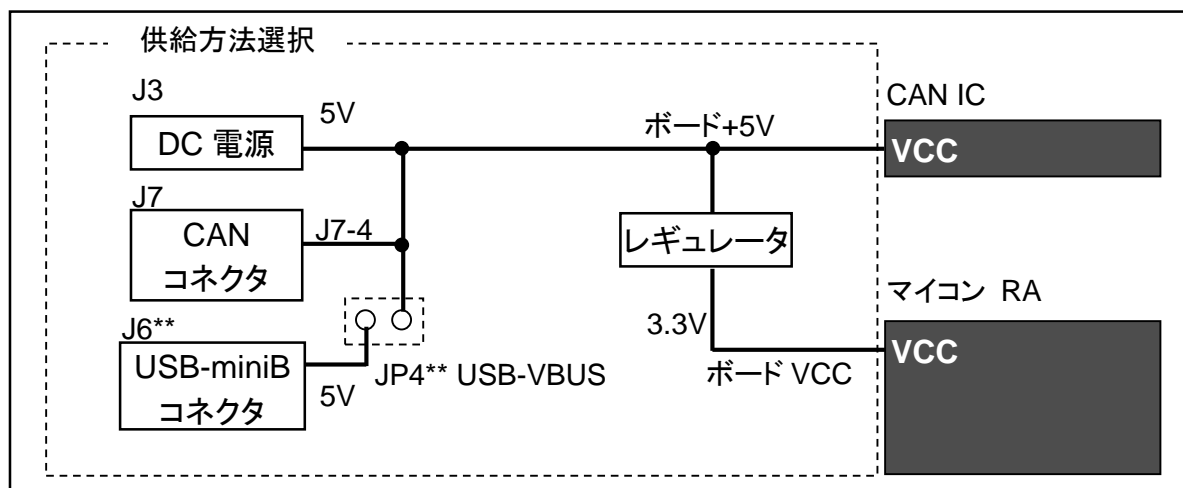 供給方法選択
J3
5V
DC 電源
ボード+5V
CAN IC
VCC
J7
CAN
コネクタ
J7-4
レギュレータ
マイコン RA
J6**
USB-miniB
コネクタ
5V
JP4** USB-VBUS
3.3V
ボード VCC
VCC